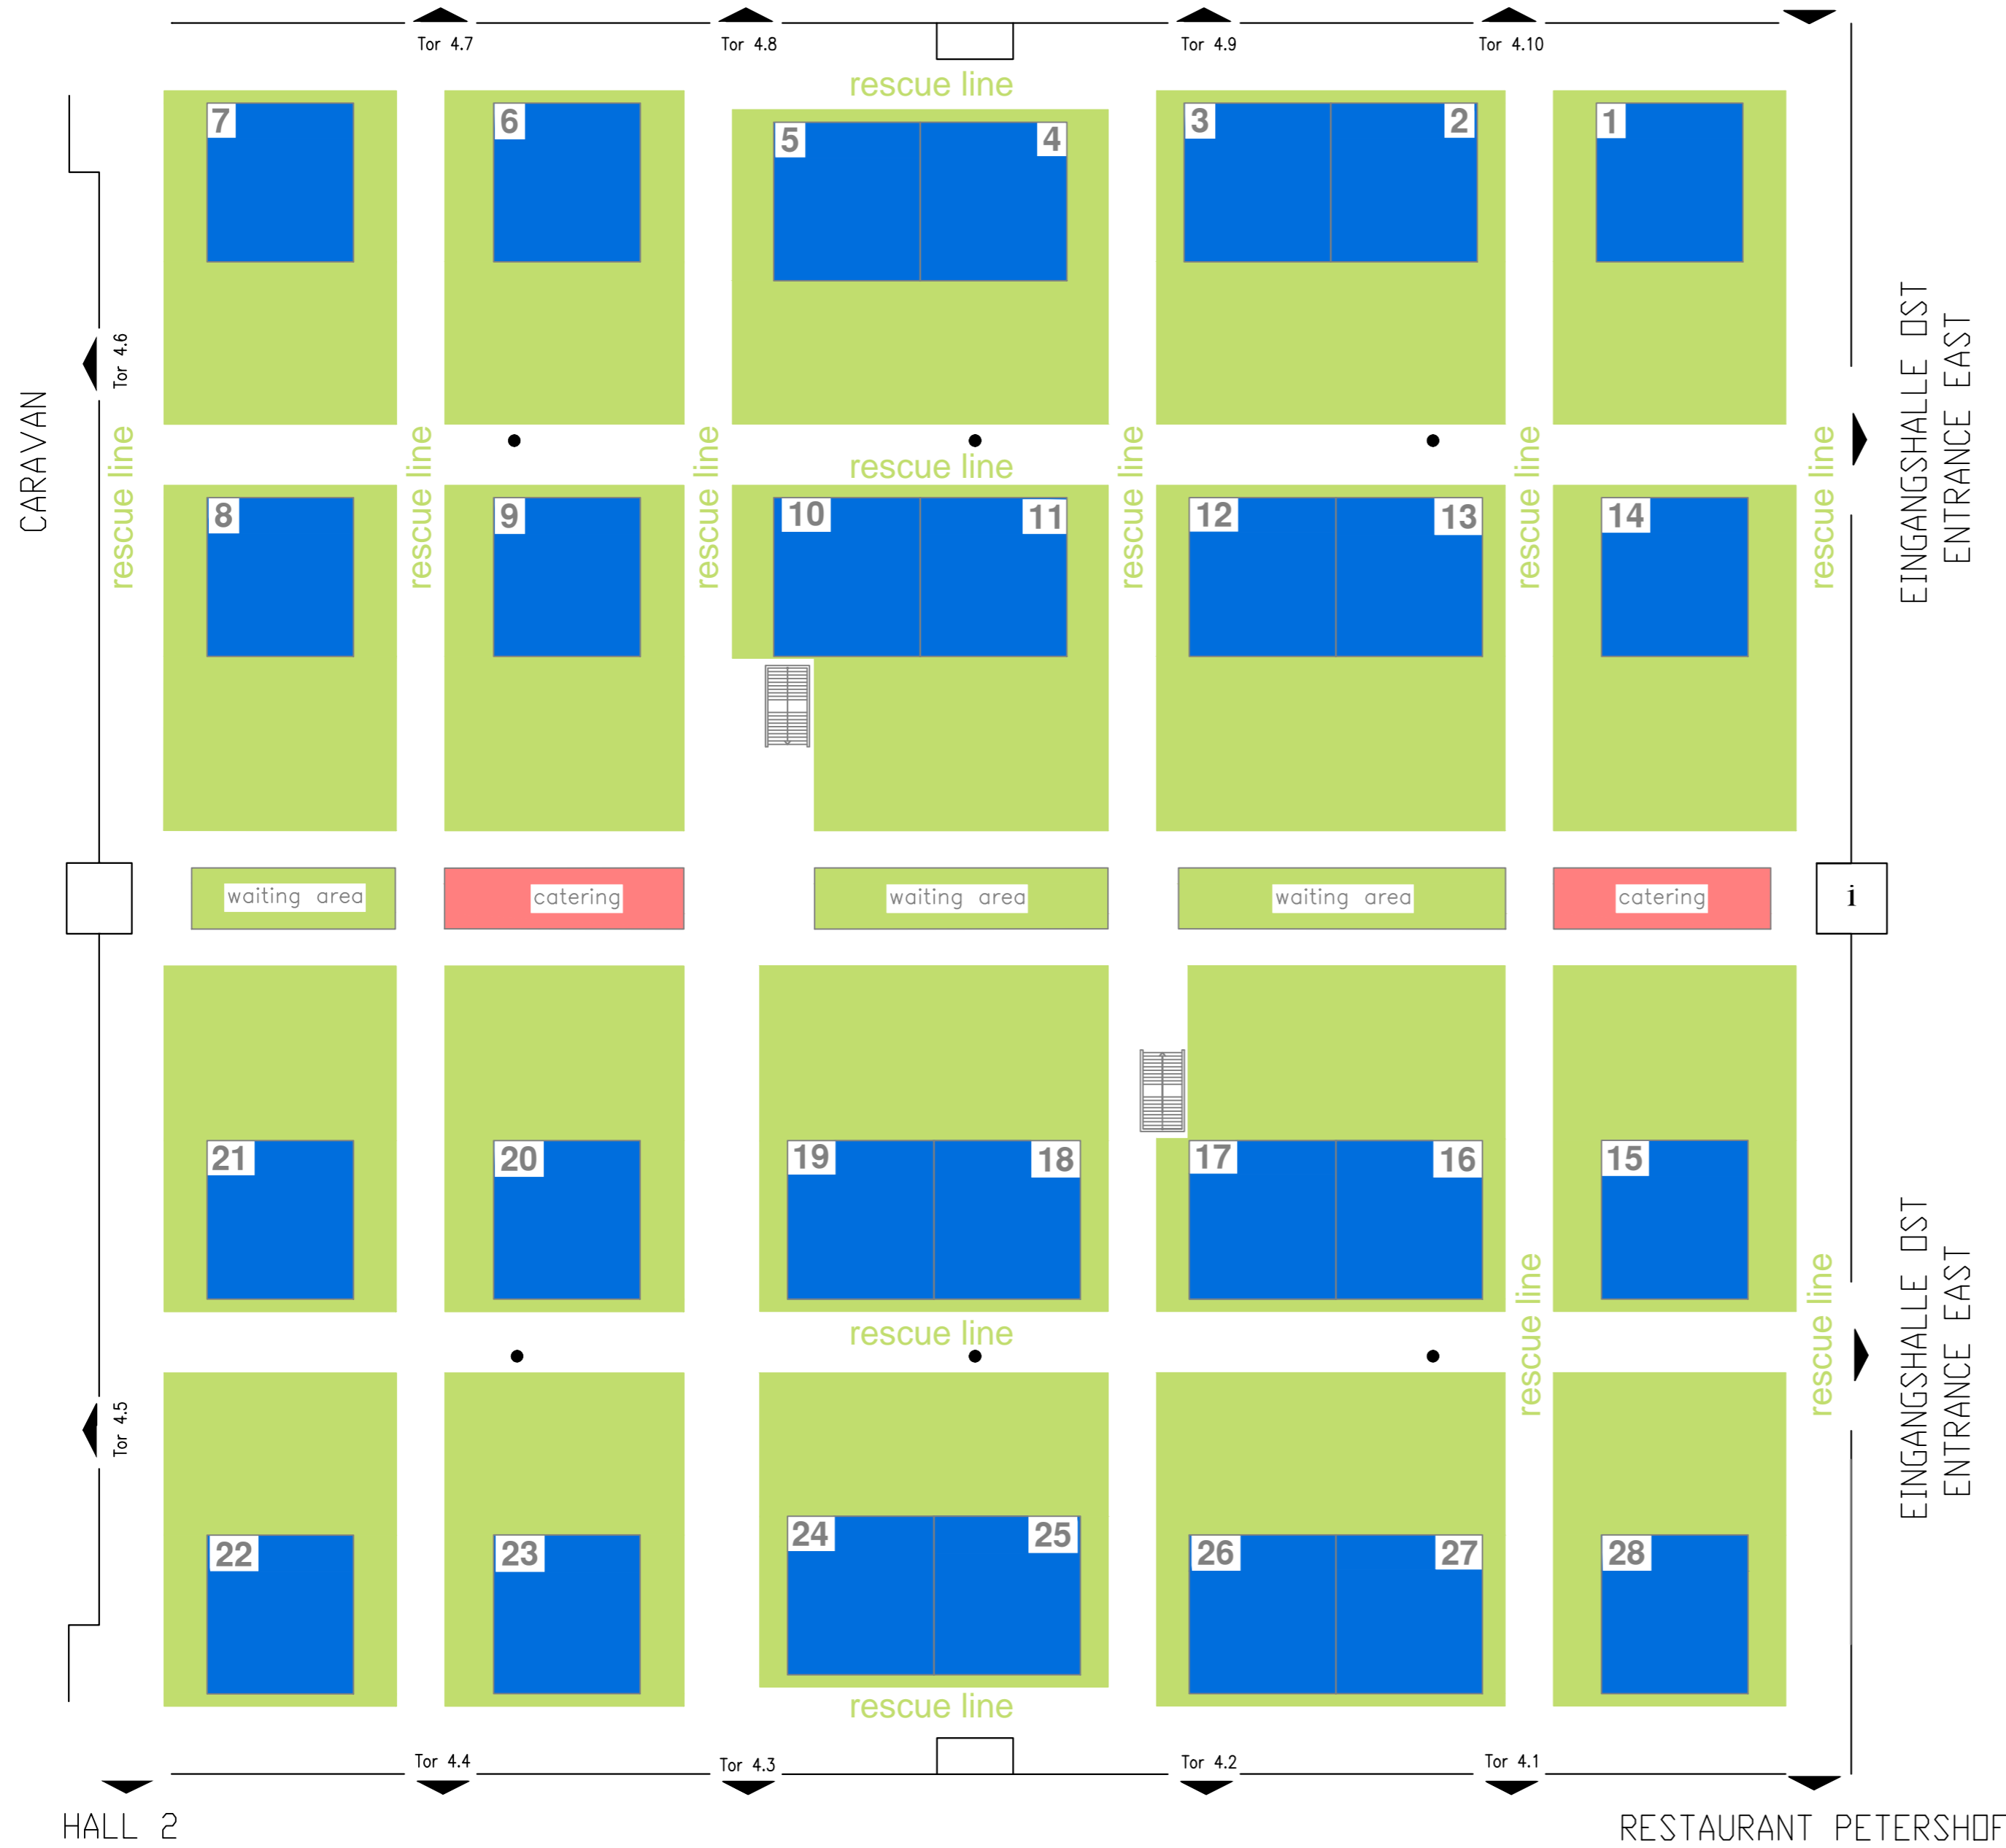 Tor 4.7
Tor 4.8
Tor 4.9
Tor 4.10
rescue line
7
6
5
4
3
2
1
CARAVAN
Tor 4.6
EINGANGSHALLE OST
ENTRANCE EAST
rescue line
rescue line
rescue line
rescue line
rescue line
rescue line
rescue line
8
9
10
11
12
13
14
waiting area
catering
waiting area
waiting area
catering
i
21
20
19
18
17
16
15
rescue line
rescue line
rescue line
EINGANGSHALLE OST
ENTRANCE EAST
Tor 4.5
22
23
24
25
26
27
28
rescue line
Tor 4.4
Tor 4.3
Tor 4.2
Tor 4.1
HALL 2
RESTAURANT PETERSHOF